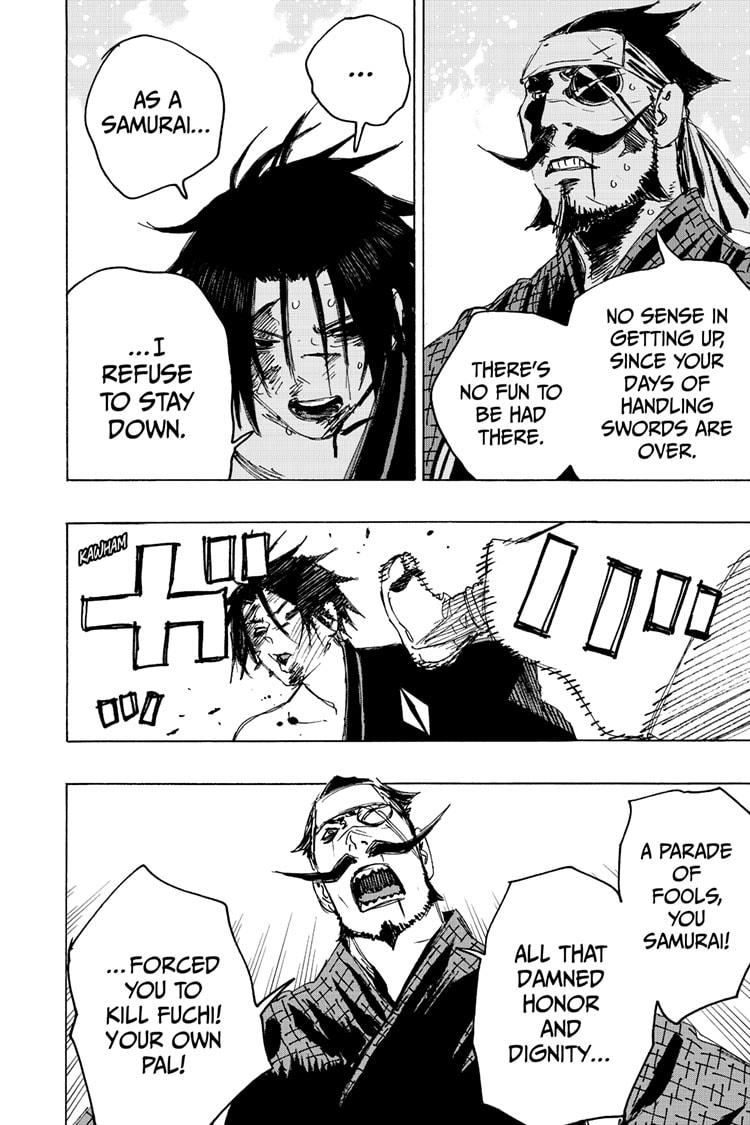 NO SENSE IN
GETTING UP,
SINCE YOUR
DAYS OF
HANDLING
SWORDS ARE
OVER.
THERE'S
NO FUN TO
BE HAD
THERE.
...
AS A
SAMURAI...
...I
REFUSE
TO STAY
DOWN.
KAWHAM
A PARADE
OF
FOOLS,
YOU
SAMURAI!
ALL THAT
DAMNED
HONOR
AND
DIGNITY...
...FORCED
YOU TO
KILL FUCHI!
YOUR OWN
PAL!